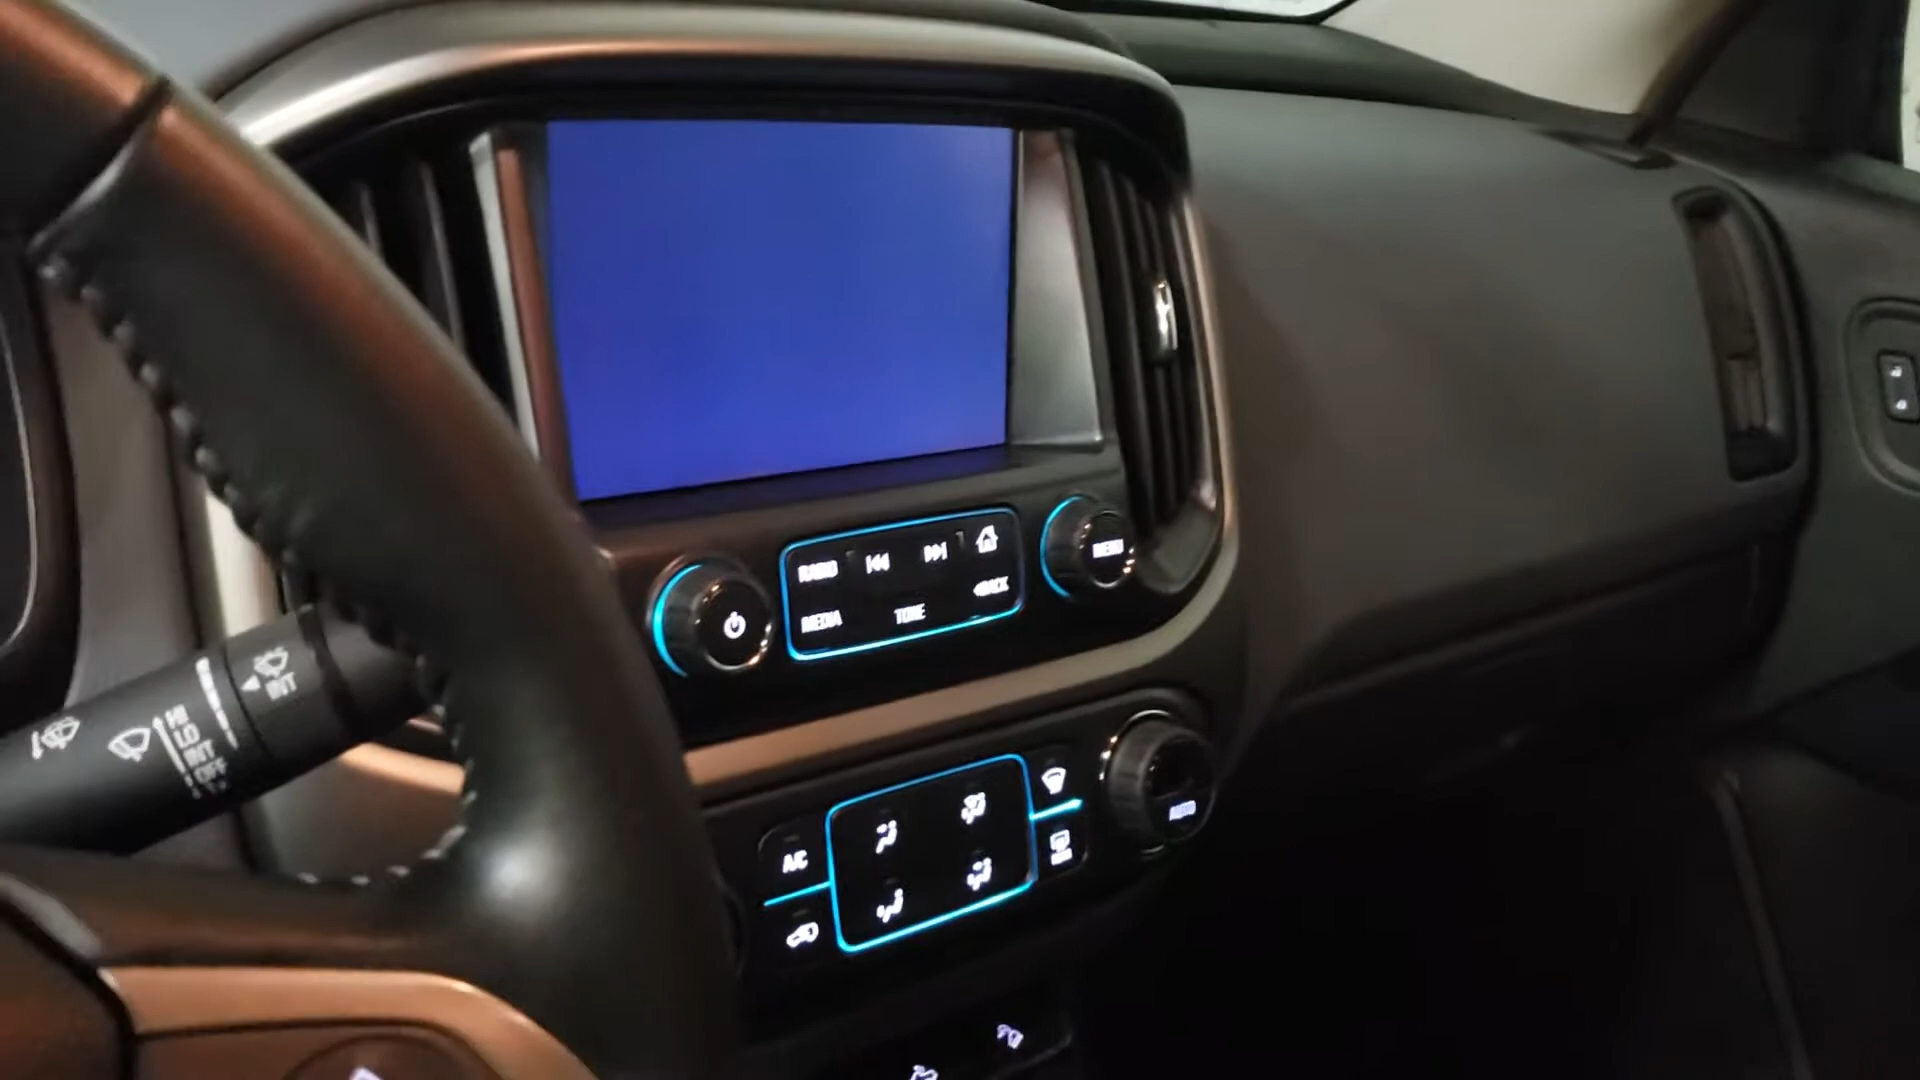 RADIO
MEDIA
TONE
BACK
MENU
INT
HI
LO
INT
OFF
A/C
AUTO